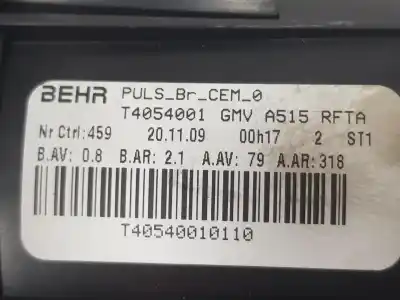 BEHR PULS_Br_CEM_0
T4054001 GMV A515 RFTA
Nr Ctrl:459 20.11.09 00h17 2 ST1
B.AV: 0.8 B.AR: 2.1 A.AV: 79 A.AR:318
T40540010110